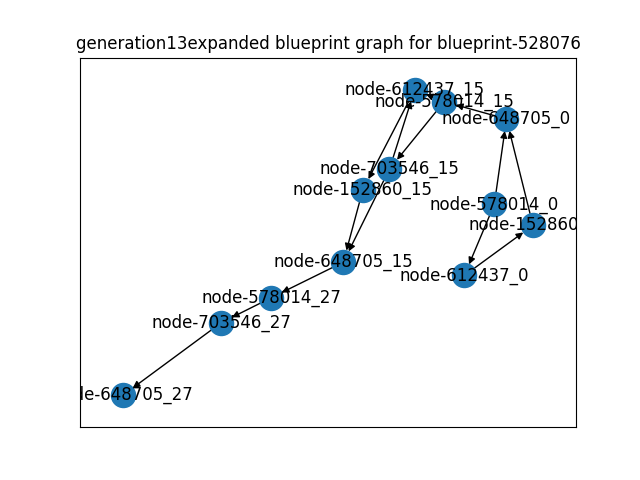 generation13expanded blueprint graph for blueprint-528076
node-612437_15
node-578014_15
node-648705_0
node-703546_15
node-152860_15
node-578014_0
node-152860
node-648705_15
node-612437_0
node-578014_27
node-703546_27
le-648705_27